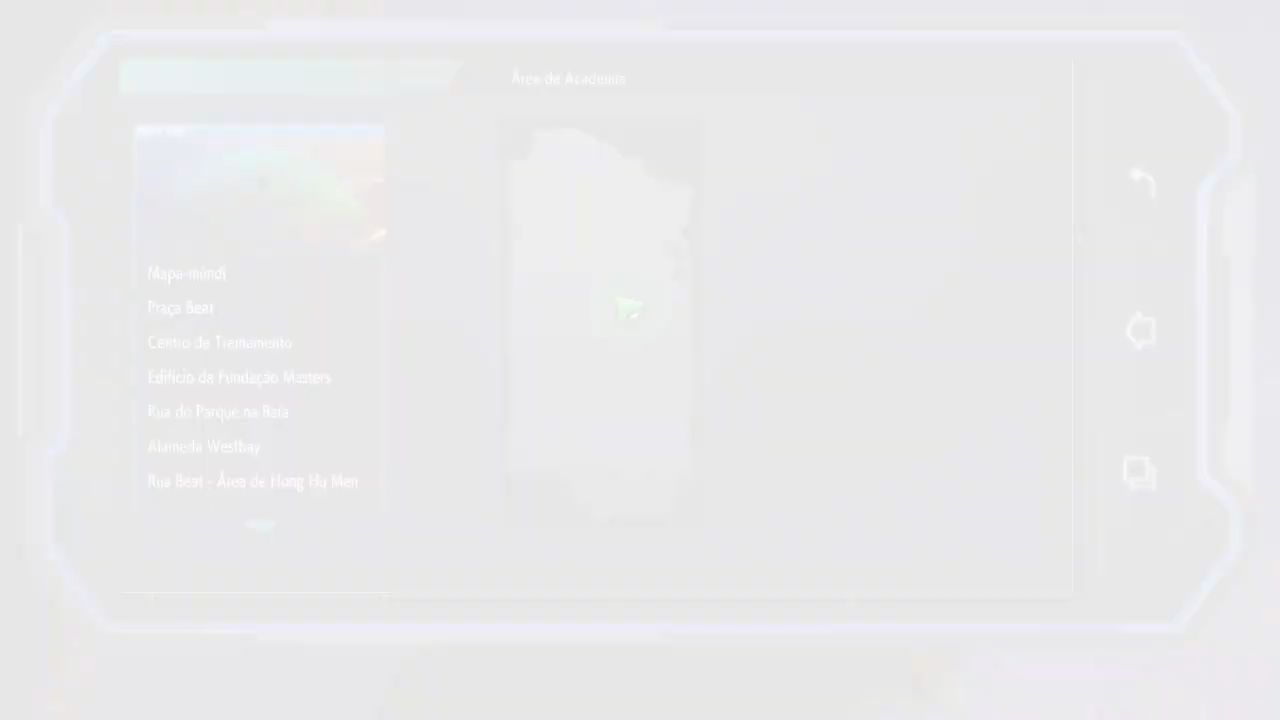 Área de Academia
Mapa-múndi
Praça Beat
Centro de Treinamento
Edifício da Fundação Masters
Rua do Parque na Baía
Alameda Westbay
Rua Beat - Área de Hong Hu Men